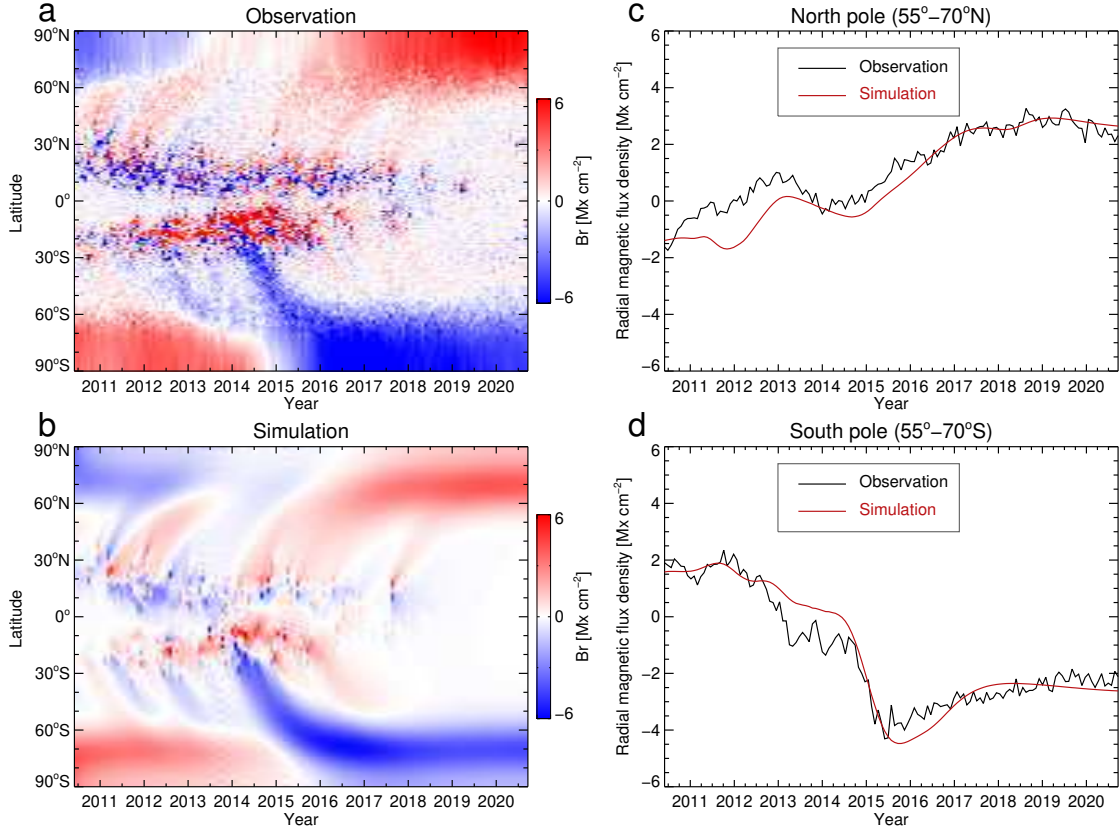 a
Observation
90°N
60°N
30°N
0°
30°S
60°S
90°S
Latitude
2011 2012 2013 2014 2015 2016 2017 2018 2019 2020
Year
6
0
−6
Br [Mx cm⁻²]
c
North pole (55°−70°N)
6
4
2
0
−2
−4
−6
Radial magnetic flux density [Mx cm⁻²]
Observation
Simulation
2011 2012 2013 2014 2015 2016 2017 2018 2019 2020
Year
b
Simulation
90°N
60°N
30°N
0°
30°S
60°S
90°S
Latitude
2011 2012 2013 2014 2015 2016 2017 2018 2019 2020
Year
6
0
−6
Br [Mx cm⁻²]
d
South pole (55°−70°S)
6
4
2
0
−2
−4
−6
Radial magnetic flux density [Mx cm⁻²]
Observation
Simulation
2011 2012 2013 2014 2015 2016 2017 2018 2019 2020
Year